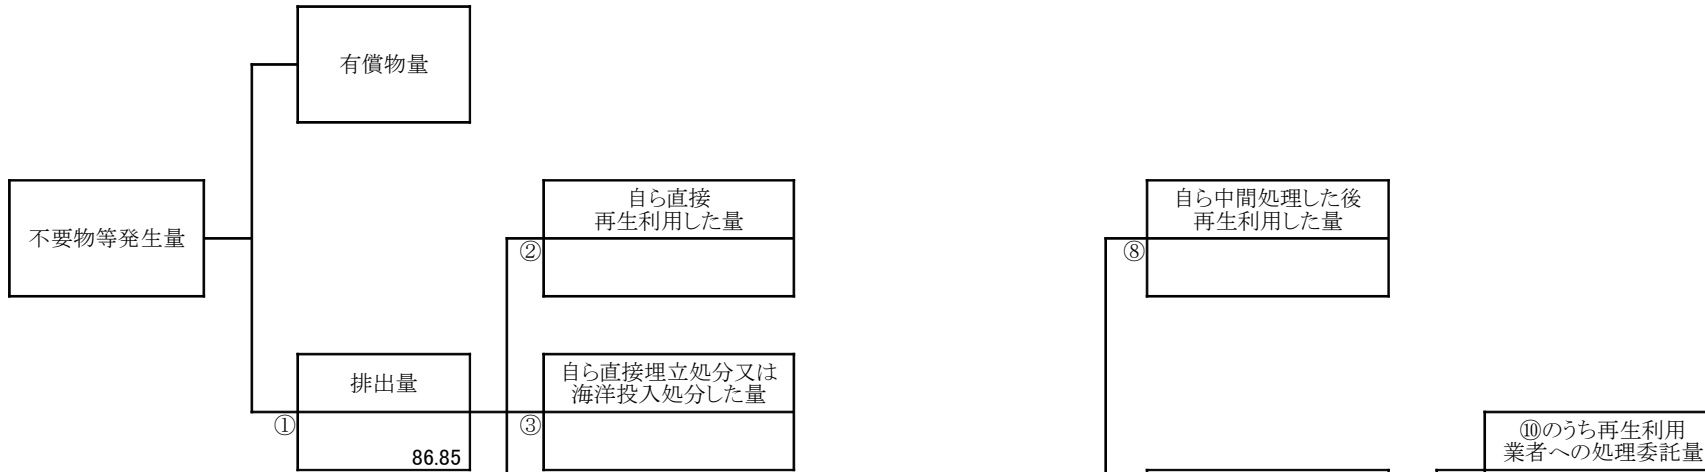 有償物量
不要物等発生量
自ら直接
再生利用した量
②
自ら中間処理した後
再生利用した量
⑧
排出量
①
86.85
自ら直接埋立処分又は
海洋投入処分した量
③
⑩のうち再生利用
業者への処理委託量